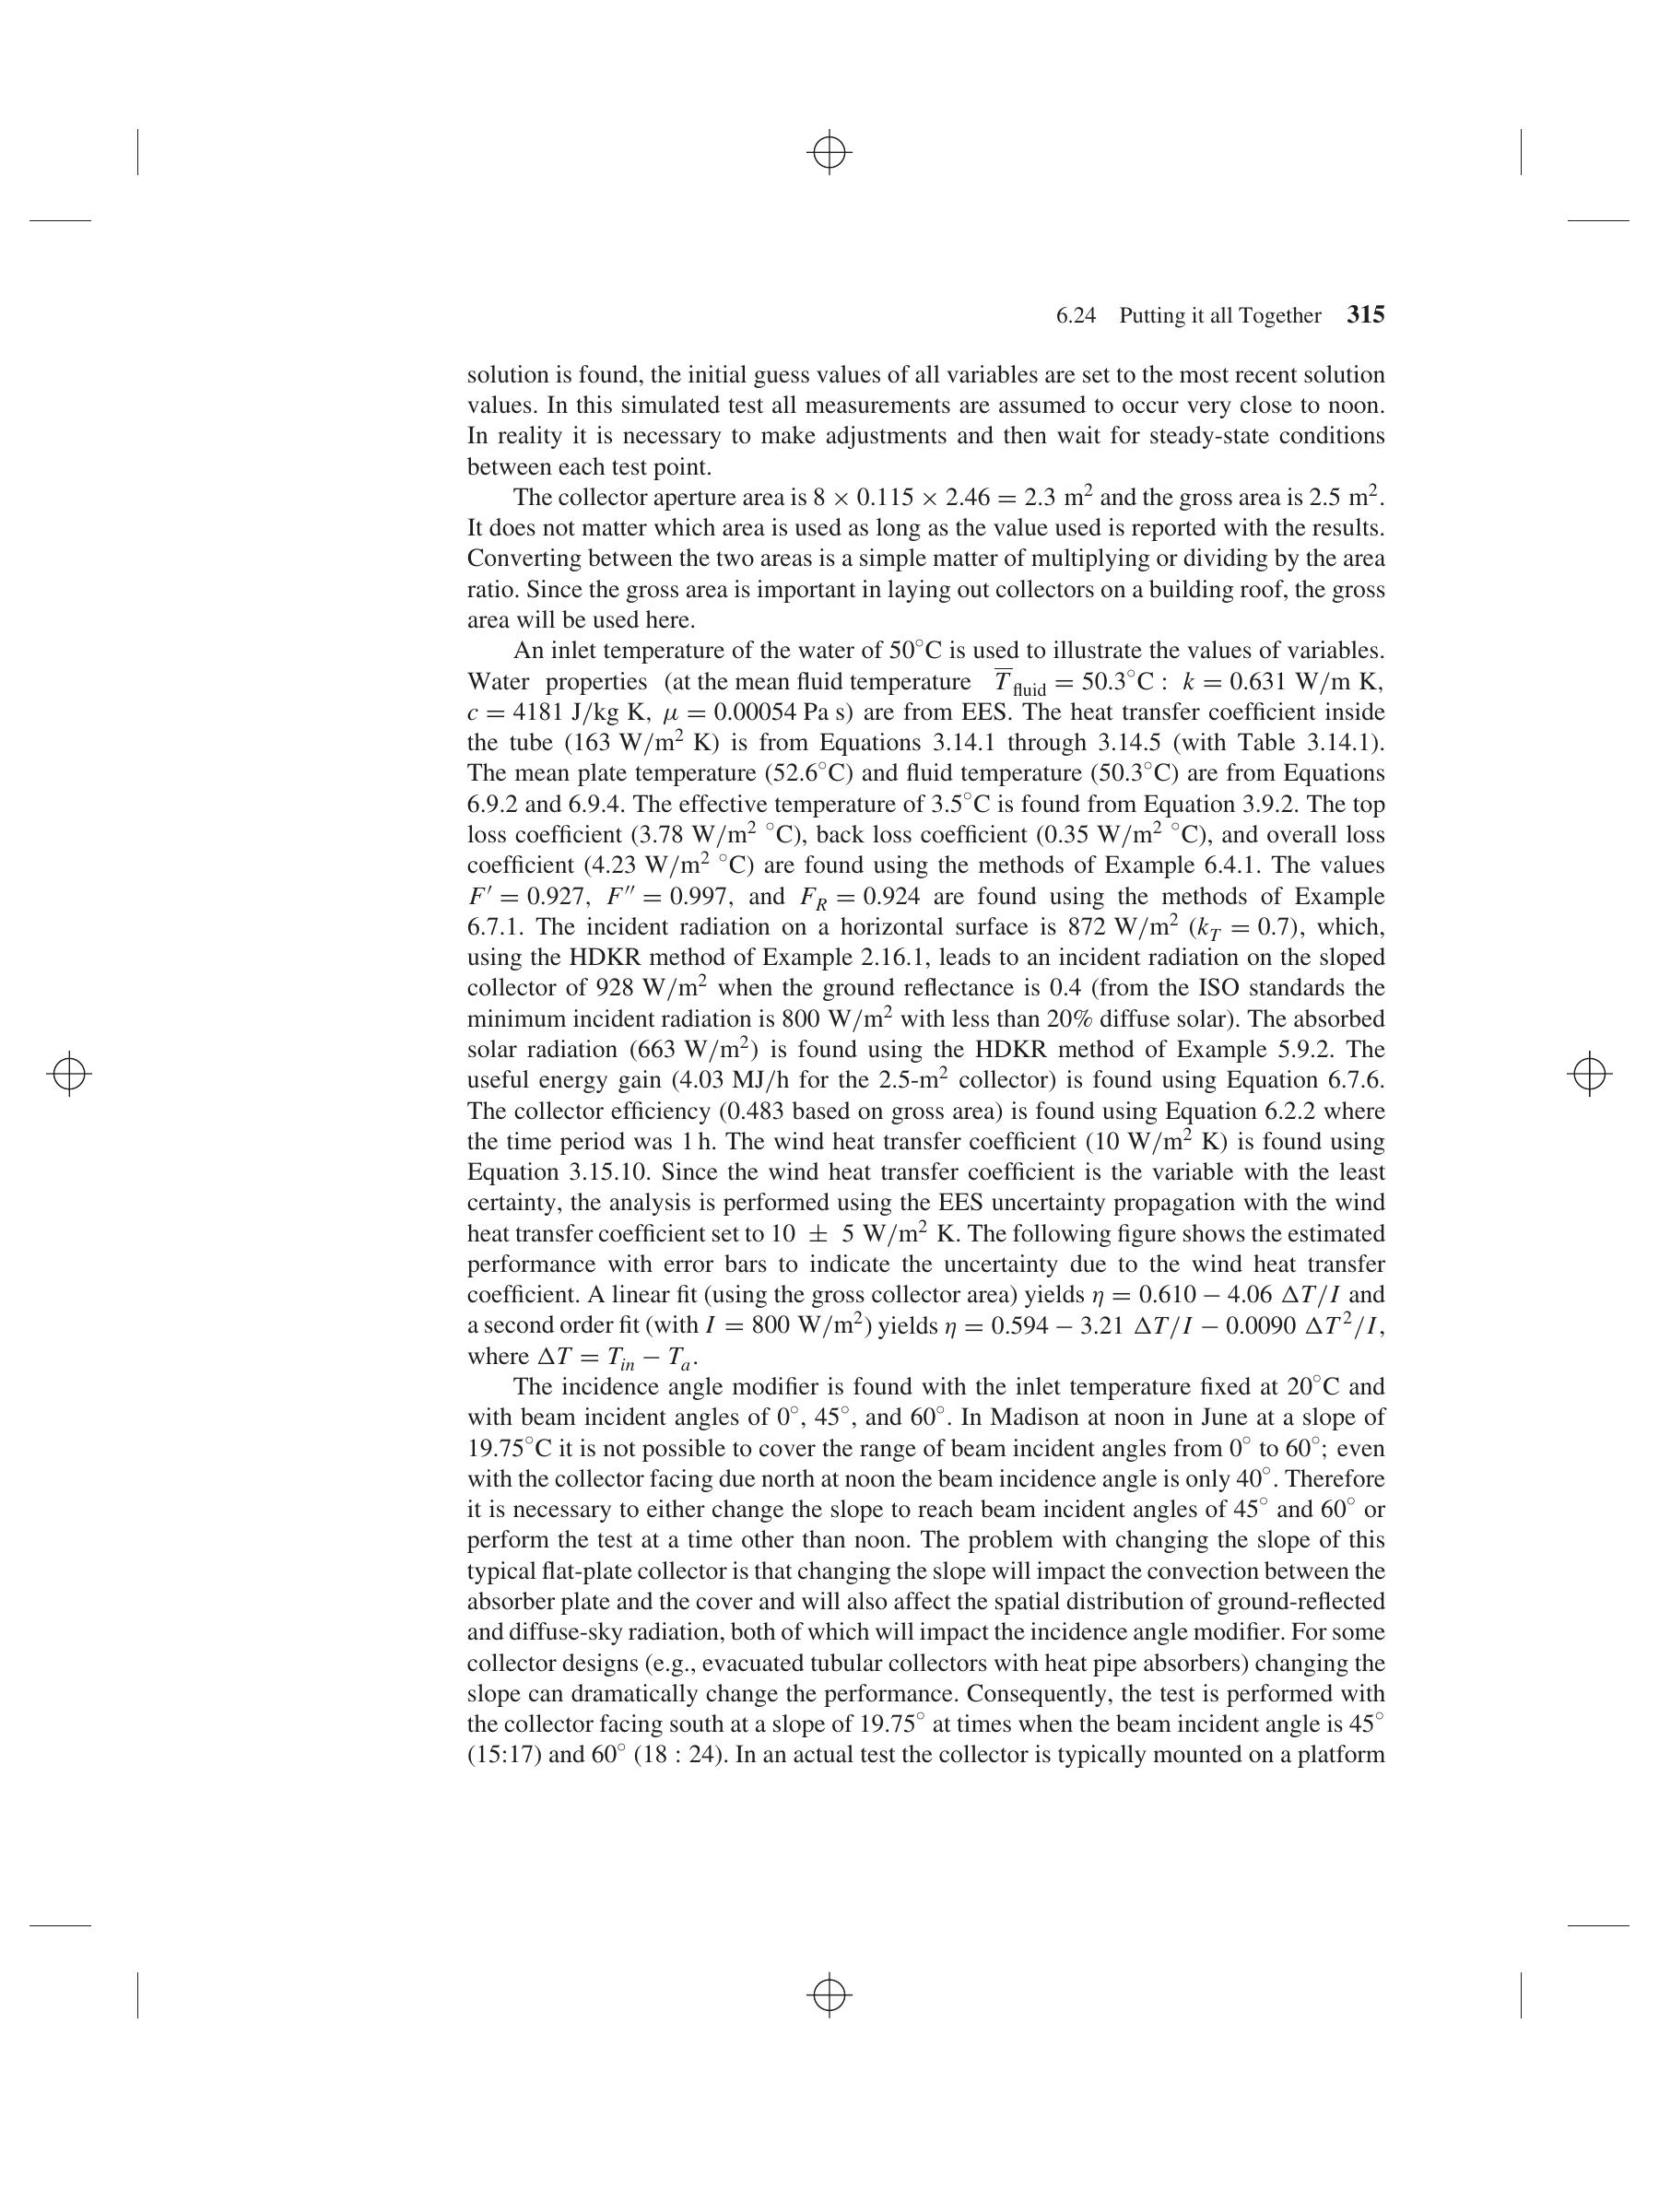 6.24 Putting it all Together 315
solution is found, the initial guess values of all variables are set to the most recent solution
values. In this simulated test all measurements are assumed to occur very close to noon.
In reality it is necessary to make adjustments and then wait for steady-state conditions
between each test point.
The collector aperture area is 8 × 0.115 × 2.46 = 2.3 m² and the gross area is 2.5 m².
It does not matter which area is used as long as the value used is reported with the results.
Converting between the two areas is a simple matter of multiplying or dividing by the area
ratio. Since the gross area is important in laying out collectors on a building roof, the gross
area will be used here.
An inlet temperature of the water of 50°C is used to illustrate the values of variables.
Water properties (at the mean fluid temperature T̅fluid = 50.3°C : k = 0.631 W/m K,
c = 4181 J/kg K, μ = 0.00054 Pa s) are from EES. The heat transfer coefficient inside
the tube (163 W/m² K) is from Equations 3.14.1 through 3.14.5 (with Table 3.14.1).
The mean plate temperature (52.6°C) and fluid temperature (50.3°C) are from Equations
6.9.2 and 6.9.4. The effective temperature of 3.5°C is found from Equation 3.9.2. The top
loss coefficient (3.78 W/m² °C), back loss coefficient (0.35 W/m² °C), and overall loss
coefficient (4.23 W/m² °C) are found using the methods of Example 6.4.1. The values
F′ = 0.927, F″ = 0.997, and F_R = 0.924 are found using the methods of Example
6.7.1. The incident radiation on a horizontal surface is 872 W/m² (k_T = 0.7), which,
using the HDKR method of Example 2.16.1, leads to an incident radiation on the sloped
collector of 928 W/m² when the ground reflectance is 0.4 (from the ISO standards the
minimum incident radiation is 800 W/m² with less than 20% diffuse solar). The absorbed
solar radiation (663 W/m²) is found using the HDKR method of Example 5.9.2. The
useful energy gain (4.03 MJ/h for the 2.5-m² collector) is found using Equation 6.7.6.
The collector efficiency (0.483 based on gross area) is found using Equation 6.2.2 where
the time period was 1 h. The wind heat transfer coefficient (10 W/m² K) is found using
Equation 3.15.10. Since the wind heat transfer coefficient is the variable with the least
certainty, the analysis is performed using the EES uncertainty propagation with the wind
heat transfer coefficient set to 10 ± 5 W/m² K. The following figure shows the estimated
performance with error bars to indicate the uncertainty due to the wind heat transfer
coefficient. A linear fit (using the gross collector area) yields η = 0.610 − 4.06 ΔT/I and
a second order fit (with I = 800 W/m²) yields η = 0.594 − 3.21 ΔT/I − 0.0090 ΔT²/I,
where ΔT = T_in − T_a.
The incidence angle modifier is found with the inlet temperature fixed at 20°C and
with beam incident angles of 0°, 45°, and 60°. In Madison at noon in June at a slope of
19.75°C it is not possible to cover the range of beam incident angles from 0° to 60°; even
with the collector facing due north at noon the beam incidence angle is only 40°. Therefore
it is necessary to either change the slope to reach beam incident angles of 45° and 60° or
perform the test at a time other than noon. The problem with changing the slope of this
typical flat-plate collector is that changing the slope will impact the convection between the
absorber plate and the cover and will also affect the spatial distribution of ground-reflected
and diffuse-sky radiation, both of which will impact the incidence angle modifier. For some
collector designs (e.g., evacuated tubular collectors with heat pipe absorbers) changing the
slope can dramatically change the performance. Consequently, the test is performed with
the collector facing south at a slope of 19.75° at times when the beam incident angle is 45°
(15:17) and 60° (18 : 24). In an actual test the collector is typically mounted on a platform